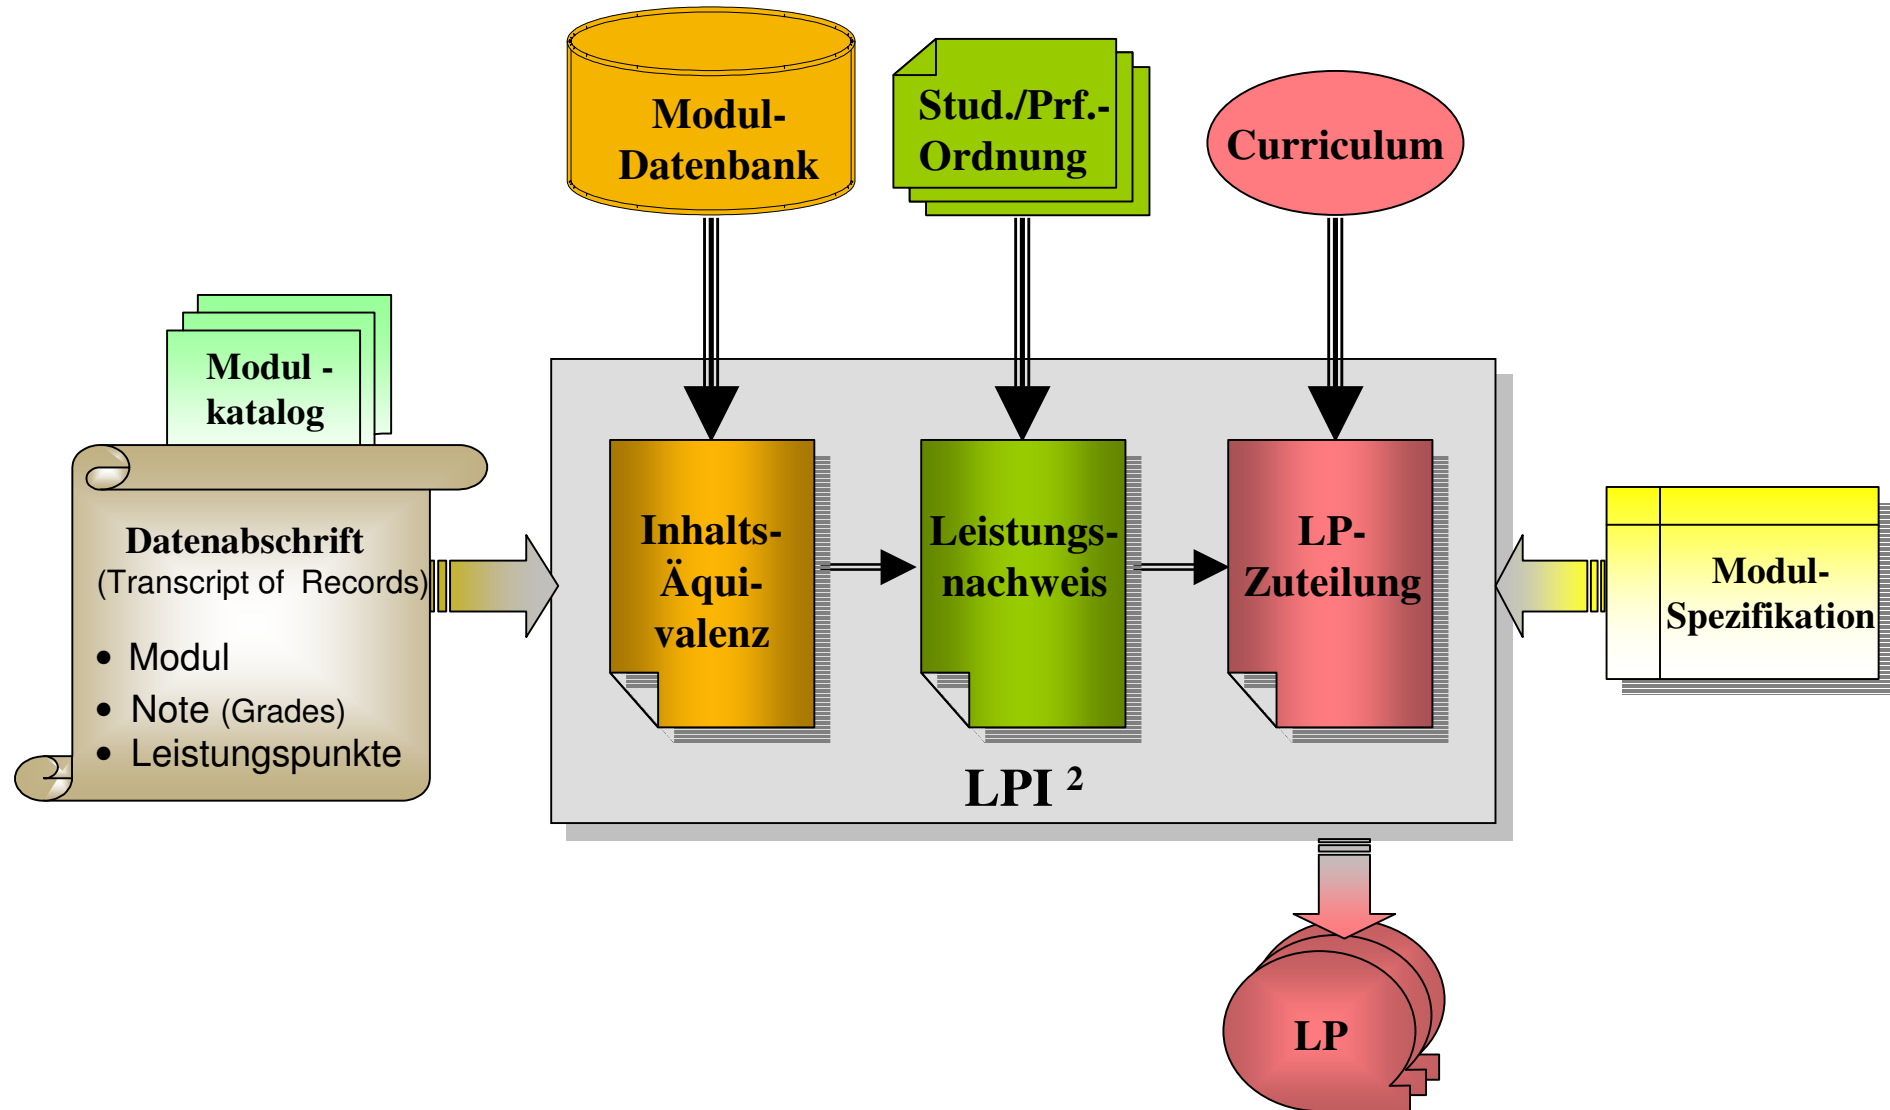 Modul-
Datenbank
Stud./Prf.-
Ordnung
Curriculum
Modul -
katalog
Datenabschrift
(Transcript of Records)
• Modul
• Note (Grades)
• Leistungspunkte
Inhalts-
Äqui-
valenz
Leistungs-
nachweis
LP-
Zuteilung
LPI ²
Modul-
Spezifikation
LP